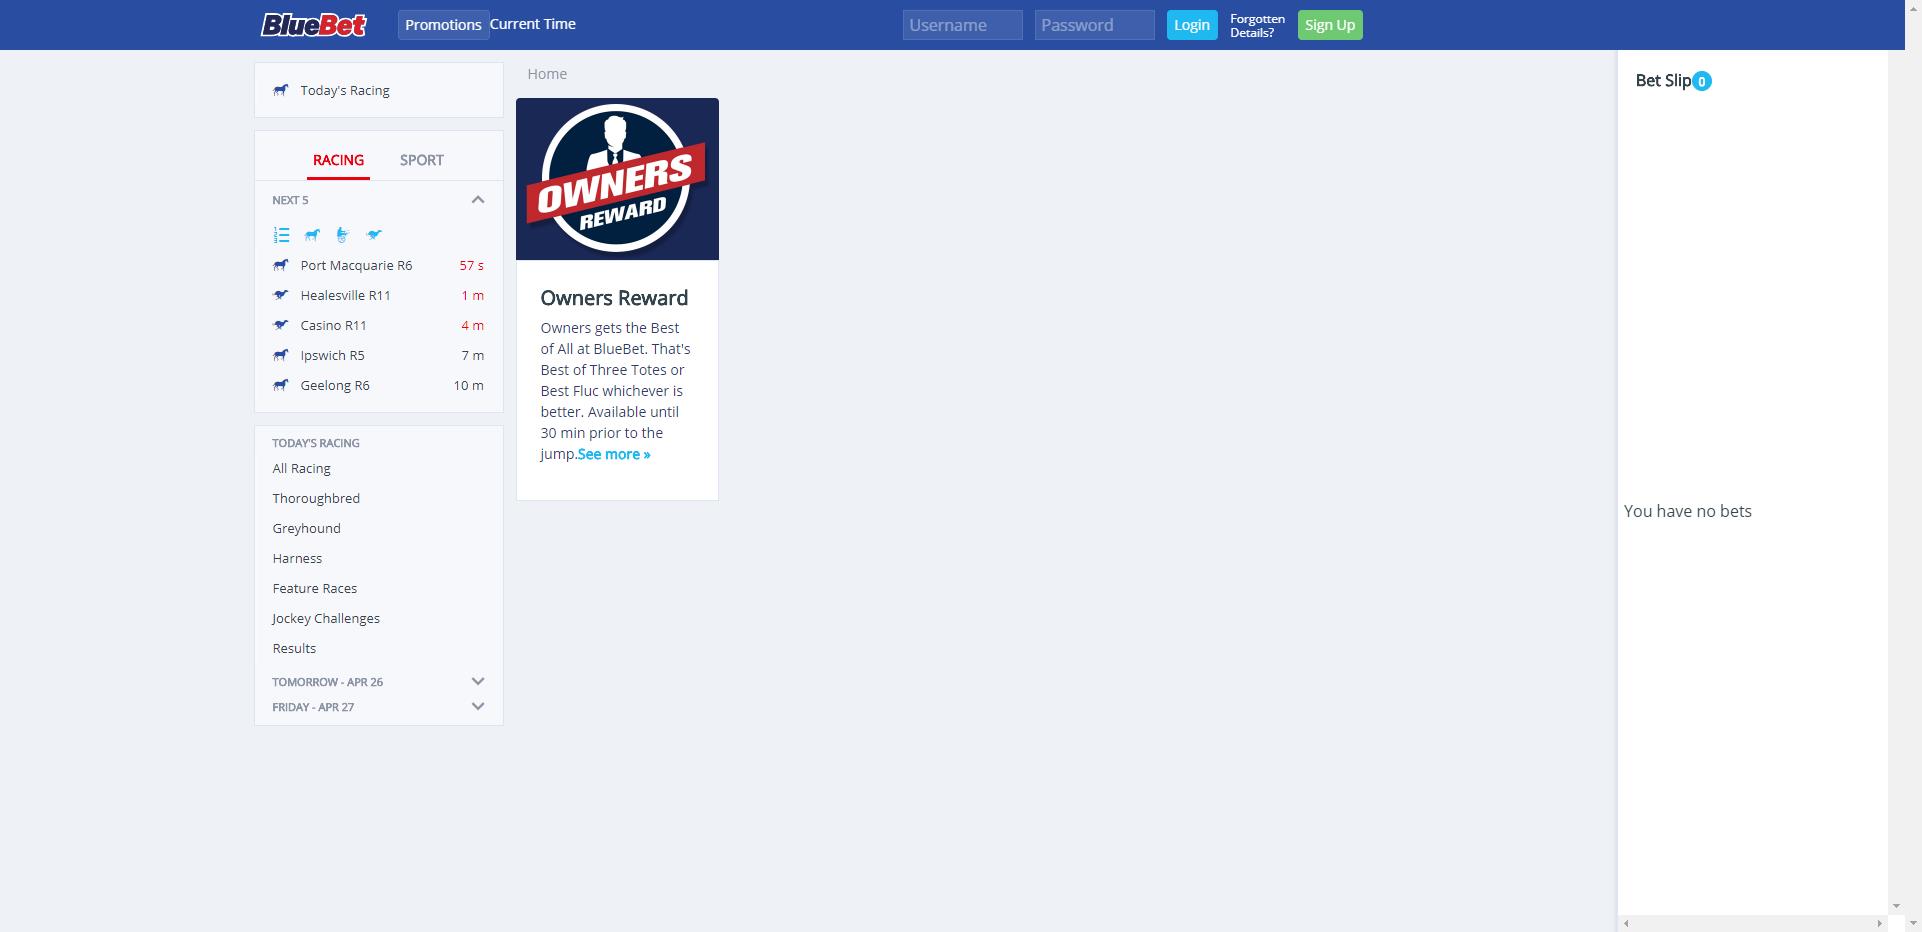 BlueBet
Promotions
Current Time
Username
Password
Login
Forgotten
Details?
Sign Up
Today's Racing
RACING
SPORT
NEXT 5
Port Macquarie R6 57 s
Healesville R11 1 m
Casino R11 4 m
Ipswich R5 7 m
Geelong R6 10 m
TODAY'S RACING
All Racing
Thoroughbred
Greyhound
Harness
Feature Races
Jockey Challenges
Results
TOMORROW - APR 26
FRIDAY - APR 27
Home
OWNERS
REWARD
Owners Reward
Owners gets the Best
of All at BlueBet. That's
Best of Three Totes or
Best Fluc whichever is
better. Available until
30 min prior to the
jump.See more »
Bet Slip 0
You have no bets